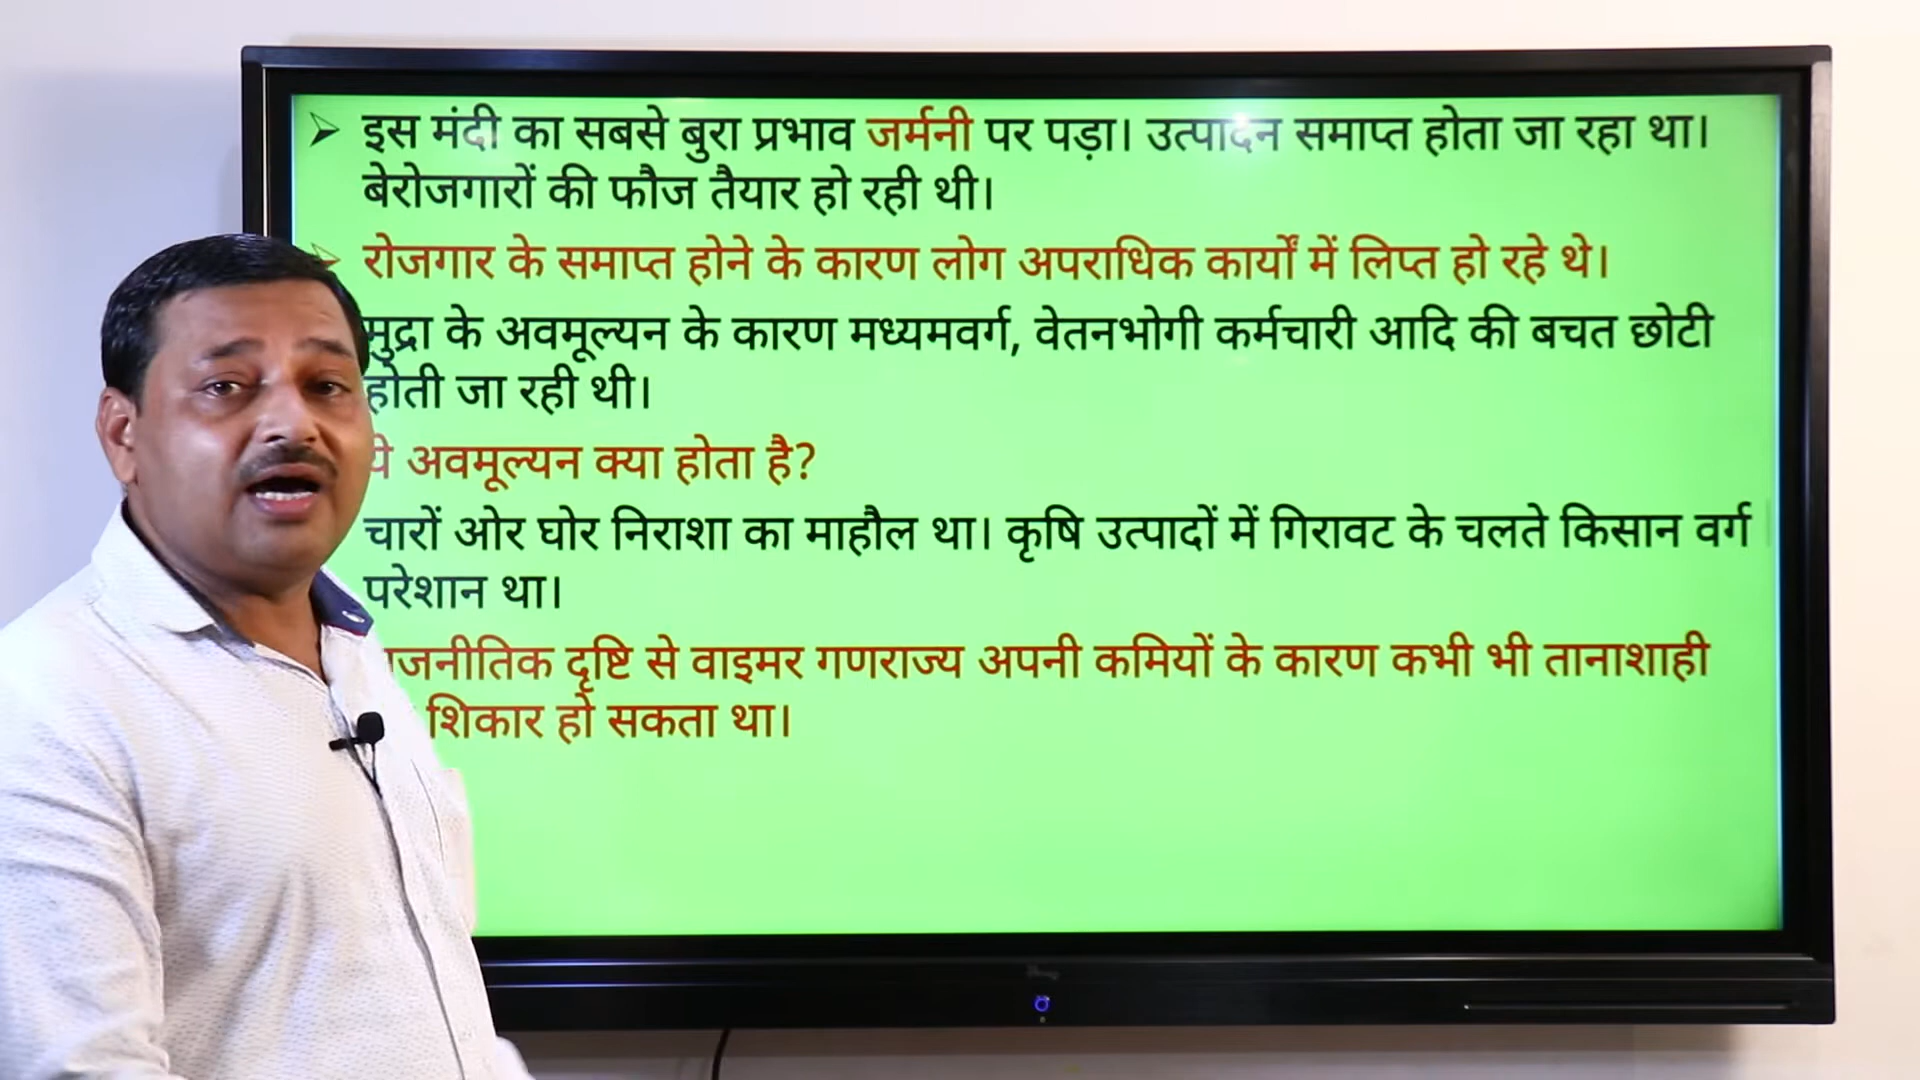 इस मंदी का सबसे बुरा प्रभाव जर्मनी पर पड़ा। उत्पादन समाप्त होता जा रहा था।
बेरोजगारों की फौज तैयार हो रही थी।
रोजगार के समाप्त होने के कारण लोग अपराधिक कार्यों में लिप्त हो रहे थे।
मुद्रा के अवमूल्यन के कारण मध्यमवर्ग, वेतनभोगी कर्मचारी आदि की बचत छोटी
होती जा रही थी।
ये अवमूल्यन क्या होता है?
चारों ओर घोर निराशा का माहौल था। कृषि उत्पादों में गिरावट के चलते किसान वर्ग
परेशान था।
दृष्टि से वाइमर गणराज्य अपनी कमियों के कारण कभी भी तानाशाही
शिकार हो सकता था।